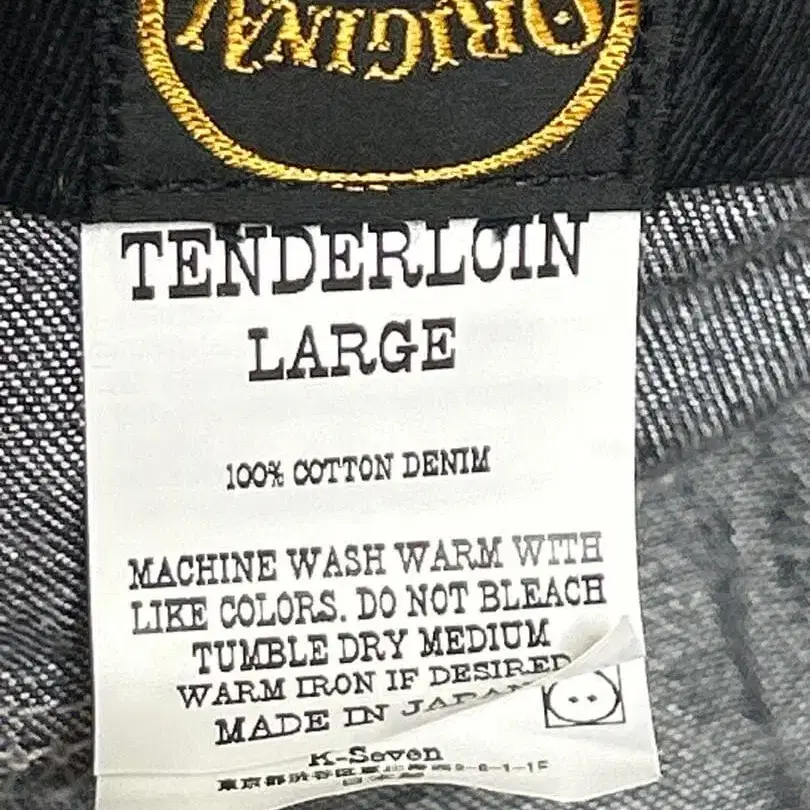 ORIGINAL
TENDERLOIN
LARGE
100% COTTON DENIM
MACHINE WASH WARM WITH
LIKE COLORS. DO NOT BLEACH
TUMBLE DRY MEDIUM
WARM IRON IF DESIRED
MADE IN JAPAN
K-Seven